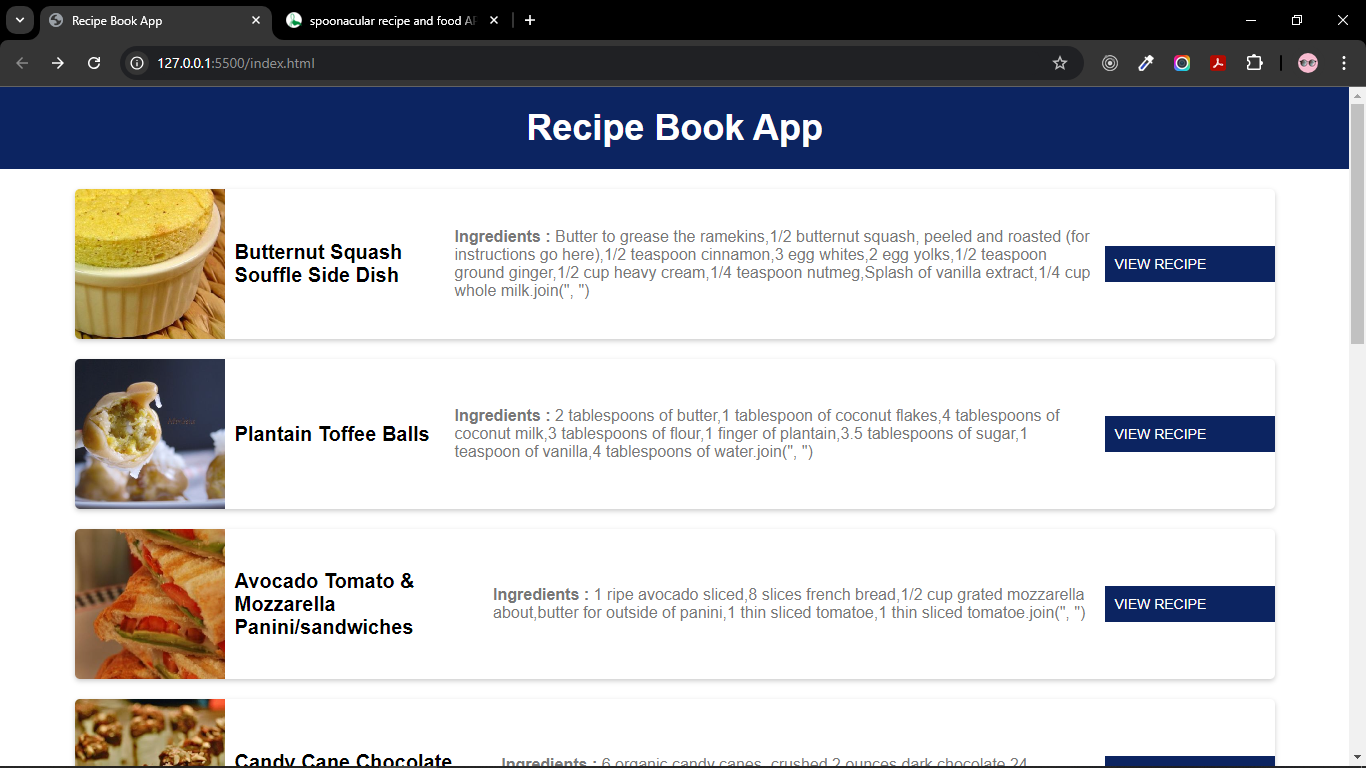 Recipe Book App
spoonacular recipe and food AP
127.0.0.1:5500/index.html
Recipe Book App
Butternut Squash
Souffle Side Dish
Ingredients : Butter to grease the ramekins,1/2 butternut squash, peeled and roasted (for
instructions go here),1/2 teaspoon cinnamon,3 egg whites,2 egg yolks,1/2 teaspoon
ground ginger,1/2 cup heavy cream,1/4 teaspoon nutmeg,Splash of vanilla extract,1/4 cup
whole milk.join(", ")
VIEW RECIPE
Plantain Toffee Balls
Ingredients : 2 tablespoons of butter,1 tablespoon of coconut flakes,4 tablespoons of
coconut milk,3 tablespoons of flour,1 finger of plantain,3.5 tablespoons of sugar,1
teaspoon of vanilla,4 tablespoons of water.join(", ")
VIEW RECIPE
Avocado Tomato &
Mozzarella
Panini/sandwiches
Ingredients : 1 ripe avocado sliced,8 slices french bread,1/2 cup grated mozzarella
about,butter for outside of panini,1 thin sliced tomatoe,1 thin sliced tomatoe.join(", ")
VIEW RECIPE
Candy Cane Chocolate
Ingredients : 6 organic candy canes, crushed,2 ounces dark chocolate,24